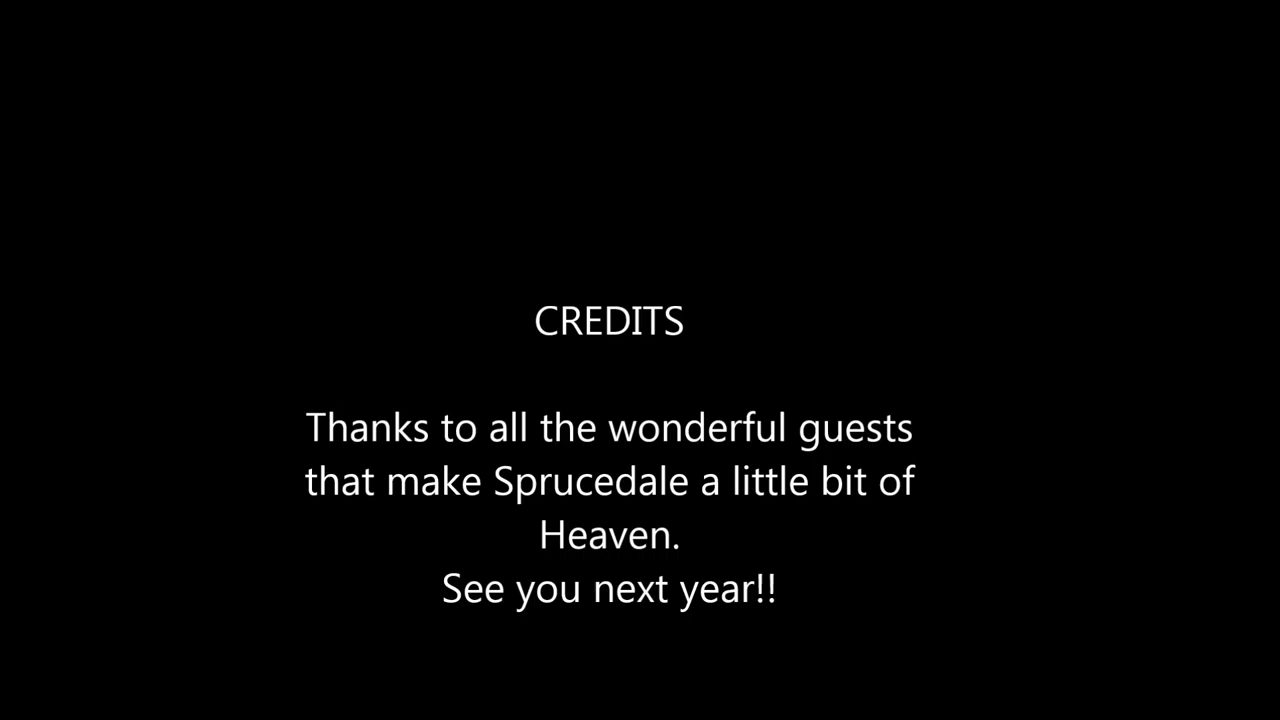 CREDITS
Thanks to all the wonderful guests
that make Sprucedale a little bit of
Heaven.
See you next year!!